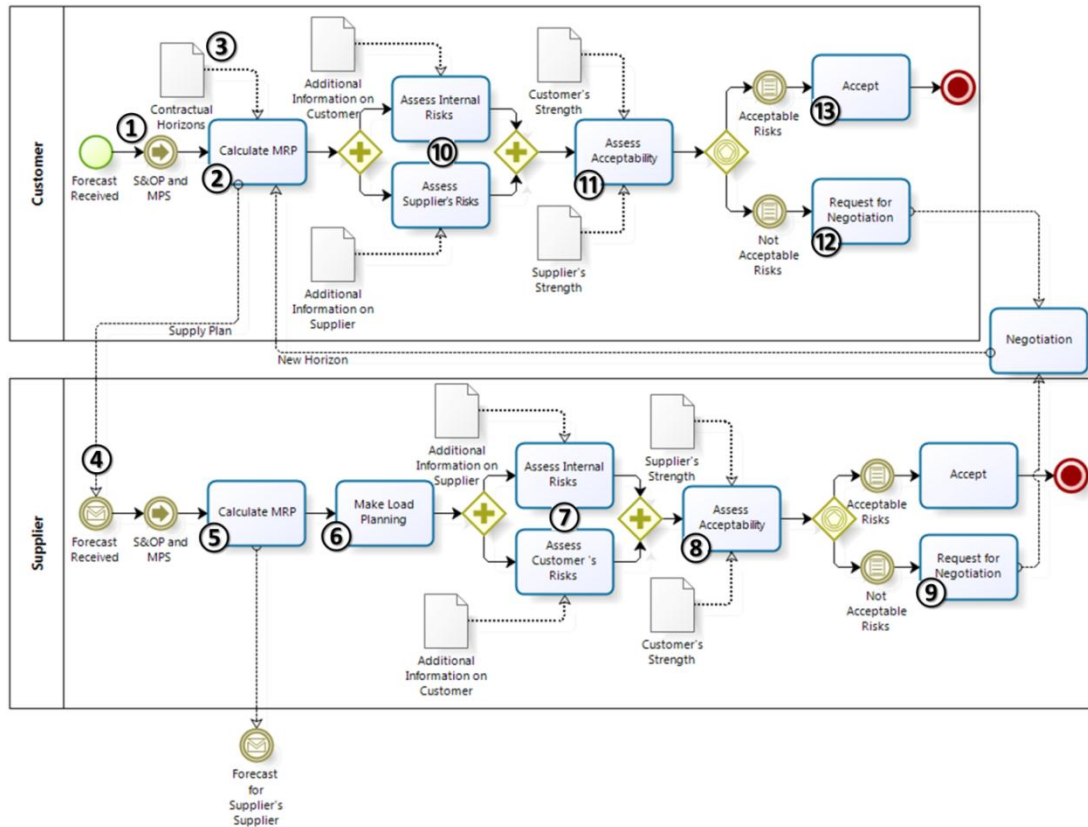 Customer
③
Contractual
Horizons
①
Forecast
Received
S&OP and
MPS
Calculate MRP
②
Additional
Information on
Customer
Assess Internal
Risks
⑩
Assess
Supplier's Risks
Additional
Information on
Supplier
Customer's
Strength
Assess
Acceptability
⑪
Supplier's
Strength
Acceptable
Risks
Accept
⑬
Not
Acceptable
Risks
Request for
Negotiation
⑫
Supply Plan
New Horizon
Negotiation
Supplier
④
Forecast
Received
S&OP and
MPS
Calculate MRP
⑤
Make Load
Planning
⑥
Additional
Information on
Supplier
Assess Internal
Risks
⑦
Assess
Customer 's
Risks
Additional
Information on
Customer
Supplier's
Strength
Assess
Acceptability
⑧
Customer's
Strength
Acceptable
Risks
Accept
Not
Acceptable
Risks
Request for
Negotiation
⑨
Forecast
for
Supplier's
Supplier